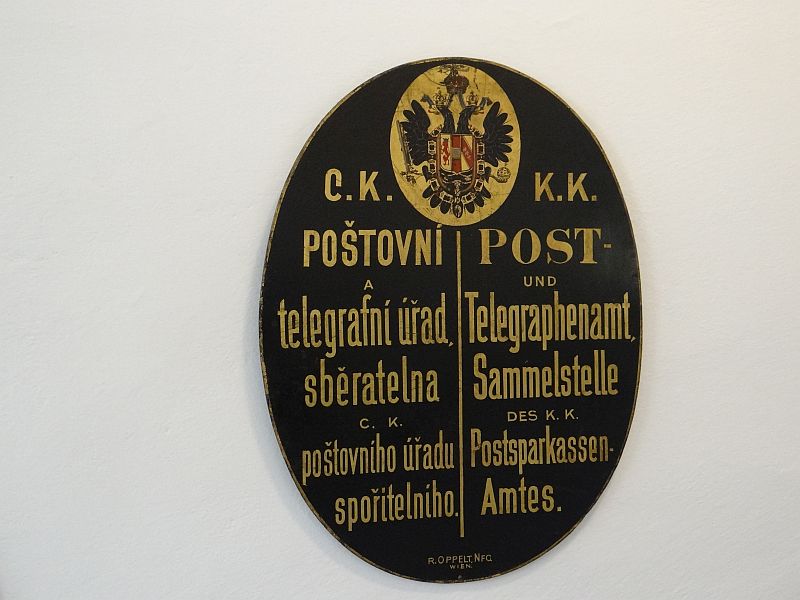 C.K.
POŠTOVNÍ
A
telegrafní úřad,
sběratelna
C. K.
poštovního úřadu
spořitelního.
K.K.
POST-
UND
Telegraphenamt,
Sammelstelle
DES K. K.
Postsparkassen-
Amtes.
R. OPPELT, NFG.
WIEN.